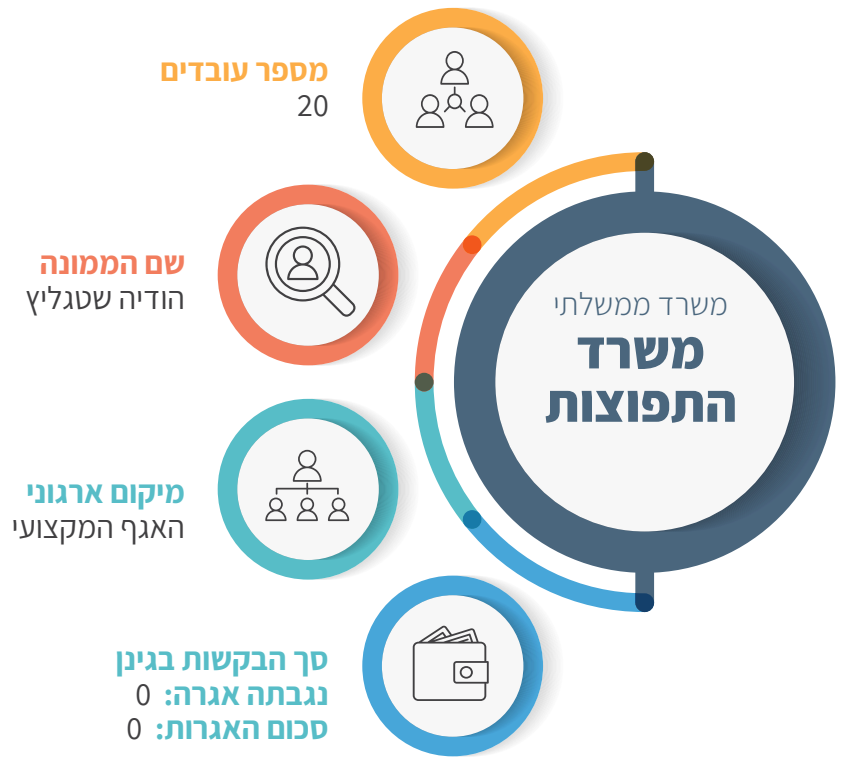 משרד ממשלתי
משרד
התפוצות
מספר עובדים
20
שם הממונה
הודיה שטגליץ
מיקום ארגוני
האגף המקצועי
סך הבקשות בגינן
נגבתה אגרה: 0
סכום האגרות: 0